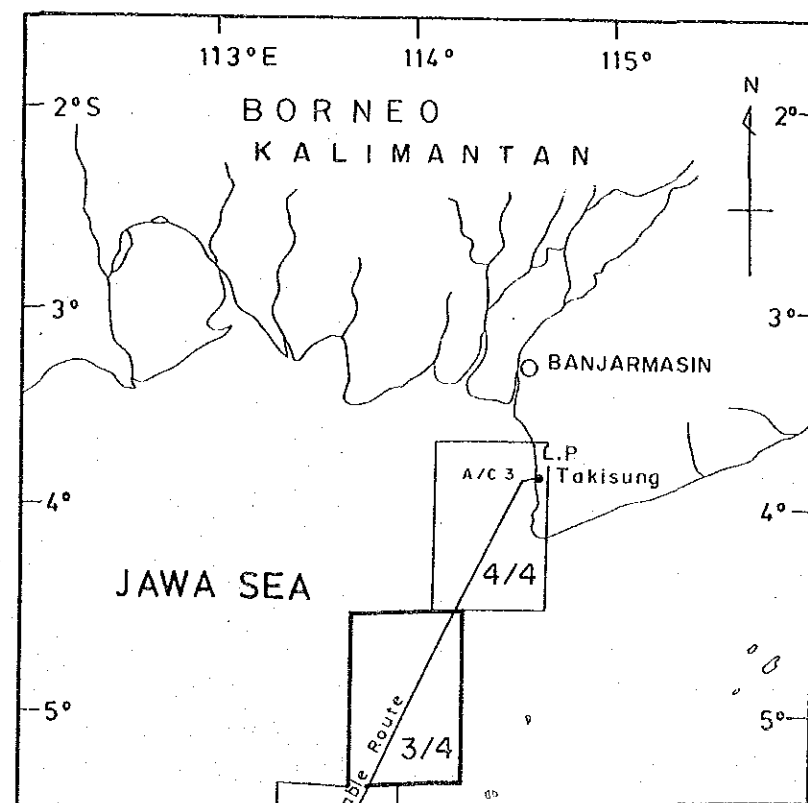 113°E 114° 115°
N
2°S 2°
BORNEO
KALIMANTAN
3° 3°
BANJARMASIN
L.P
A/C 3 Takisung
4° 4°
4/4
JAWA SEA
5° 5°
3/4
Route